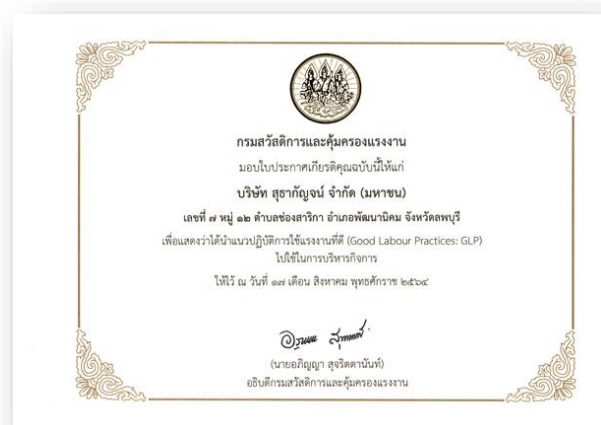 กรมสวัสดิการและคุ้มครองแรงงาน
มอบใบประกาศเกียรติคุณฉบับนี้ให้แก่
บริษัท สุธากัญจน์ จำกัด (มหาชน)
เลขที่ ๗ หมู่ ๑๒ ตำบลช่องสาริกา อำเภอพัฒนานิคม จังหวัดลพบุรี
เพื่อแสดงว่าได้นำแนวปฏิบัติการใช้แรงงานที่ดี (Good Labour Practices: GLP)
ไปใช้ในการบริหารกิจการ
ให้ไว้ ณ วันที่ ๑๗ เดือน สิงหาคม พุทธศักราช ๒๕๖๔
(นายอภิญญา สุจริตตานันท์)
อธิบดีกรมสวัสดิการและคุ้มครองแรงงาน